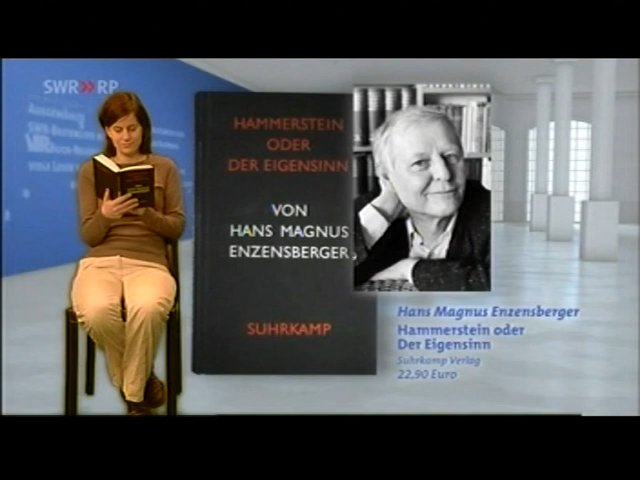 SWR»RP
HAMMERSTEIN
ODER
DER EIGENSINN
VON
HANS MAGNUS
ENZENSBERGER
SUHRKAMP
Hans Magnus Enzensberger
Hammerstein oder
Der Eigensinn
Suhrkamp Verlag
22,90 Euro